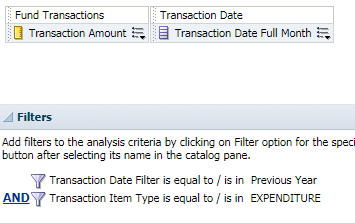 Fund Transactions
Transaction Date
Transaction Amount
Transaction Date Full Month
Filters
Add filters to the analysis criteria by clicking on Filter option for the
button after selecting its name in the catalog pane.
Transaction Date Filter is equal to / is in Previous Year
AND Transaction Item Type is equal to / is in EXPENDITURE